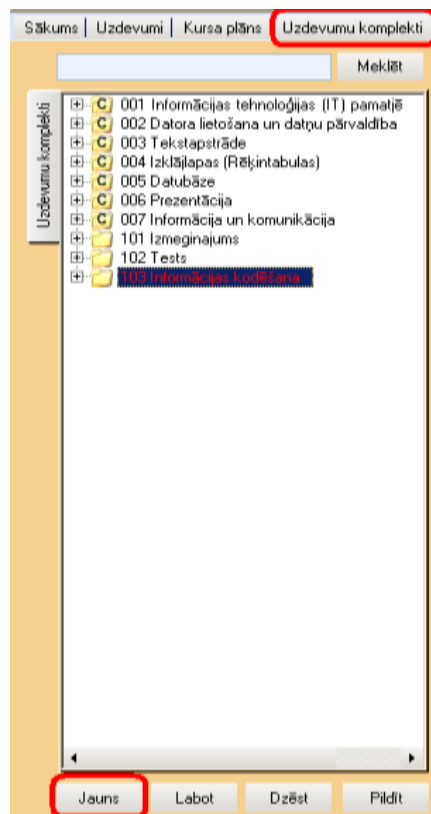 Sākums Uzdevumi Kursa plāns Uzdevumu komplekti
Meklēt
Uzdevumu komplekti
C 001 Informācijas tehnoloģijas (IT) pamatjē
C 002 Datora lietošana un datņu pārvaldība
C 003 Tekstapstrāde
C 004 Izklājlapas (Rēķintabulas)
C 005 Datubāze
C 006 Prezentācija
C 007 Informācija un komunikācija
101 Izmeginajums
102 Tests
103 Informācijas kodēšana
Jauns Labot Dzēst Pildīt